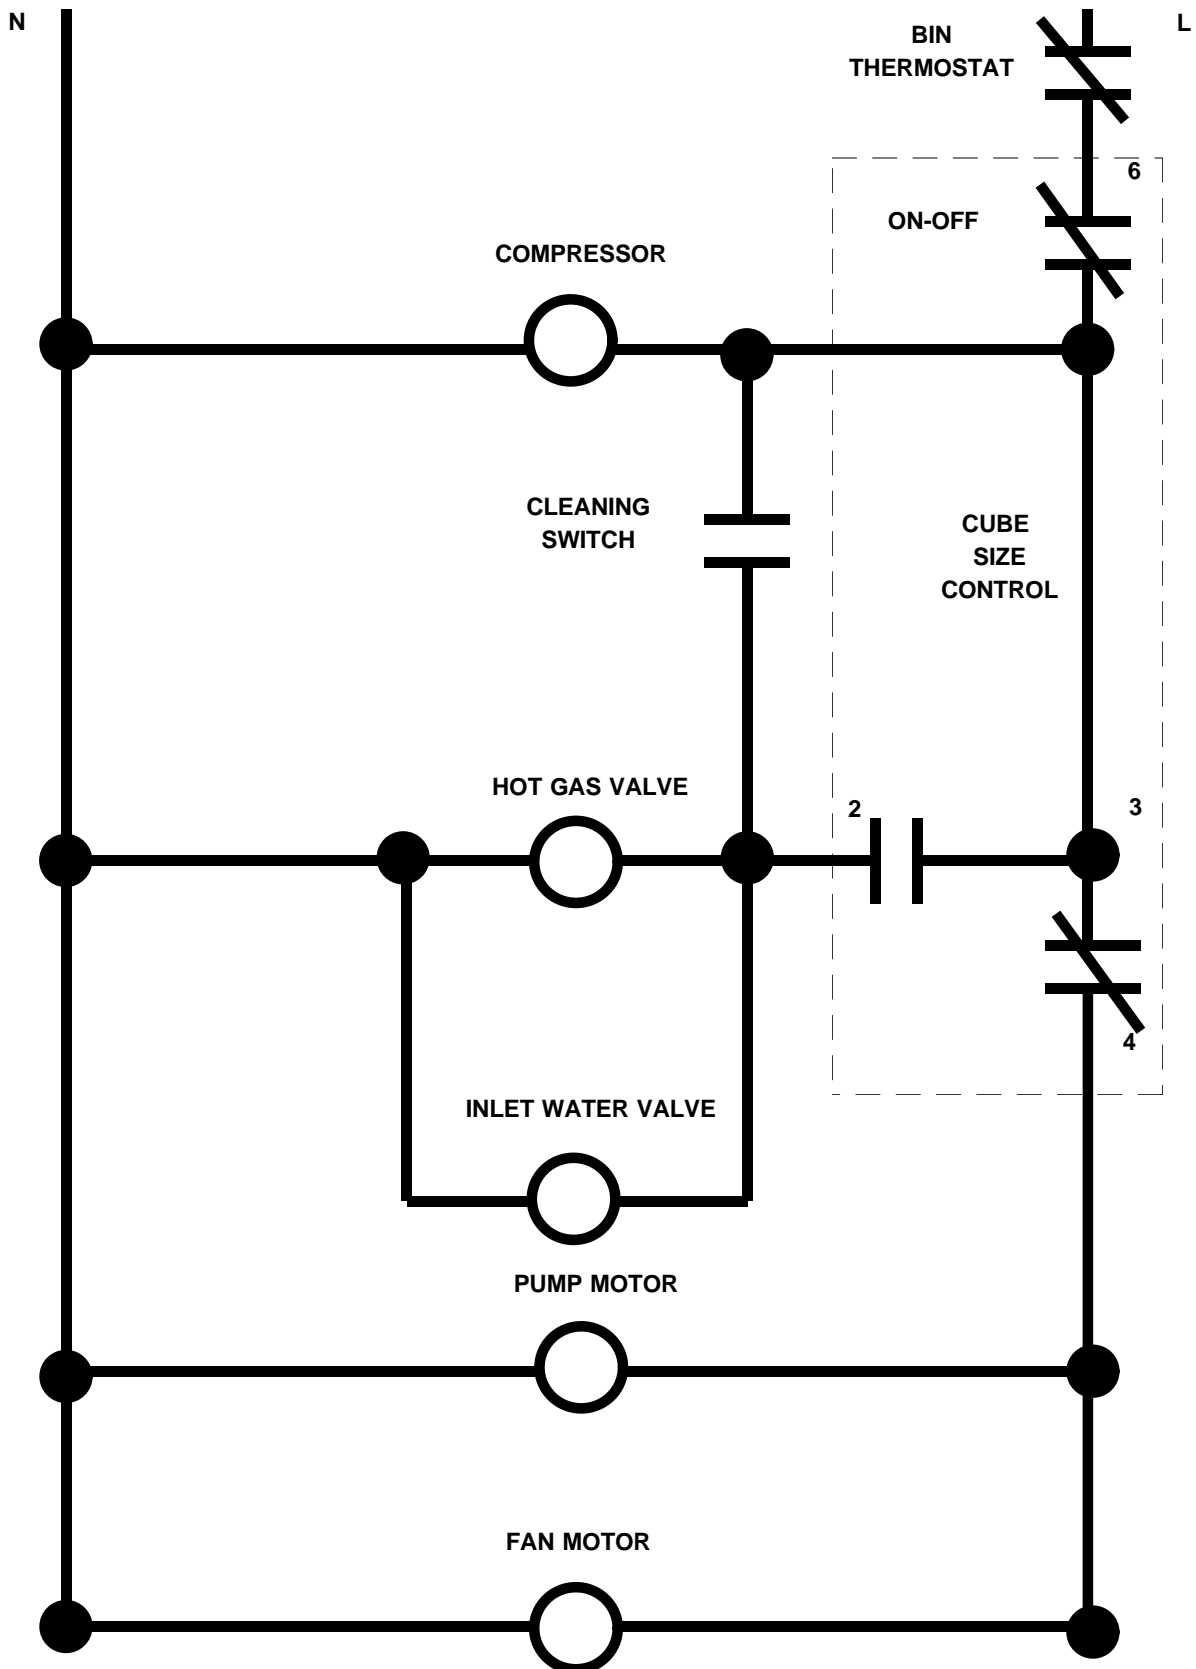 N
BIN
THERMOSTAT
L
6
ON-OFF
COMPRESSOR
CLEANING
SWITCH
CUBE
SIZE
CONTROL
HOT GAS VALVE
2
3
4
INLET WATER VALVE
PUMP MOTOR
FAN MOTOR